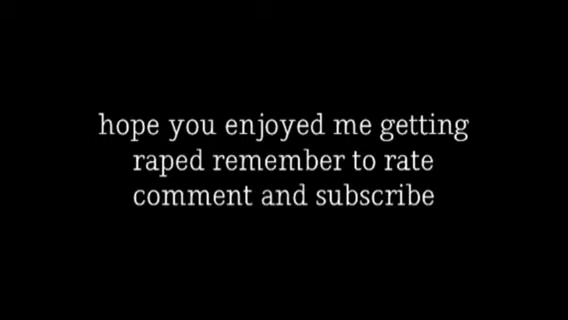 hope you enjoyed me getting
raped remember to rate
comment and subscribe